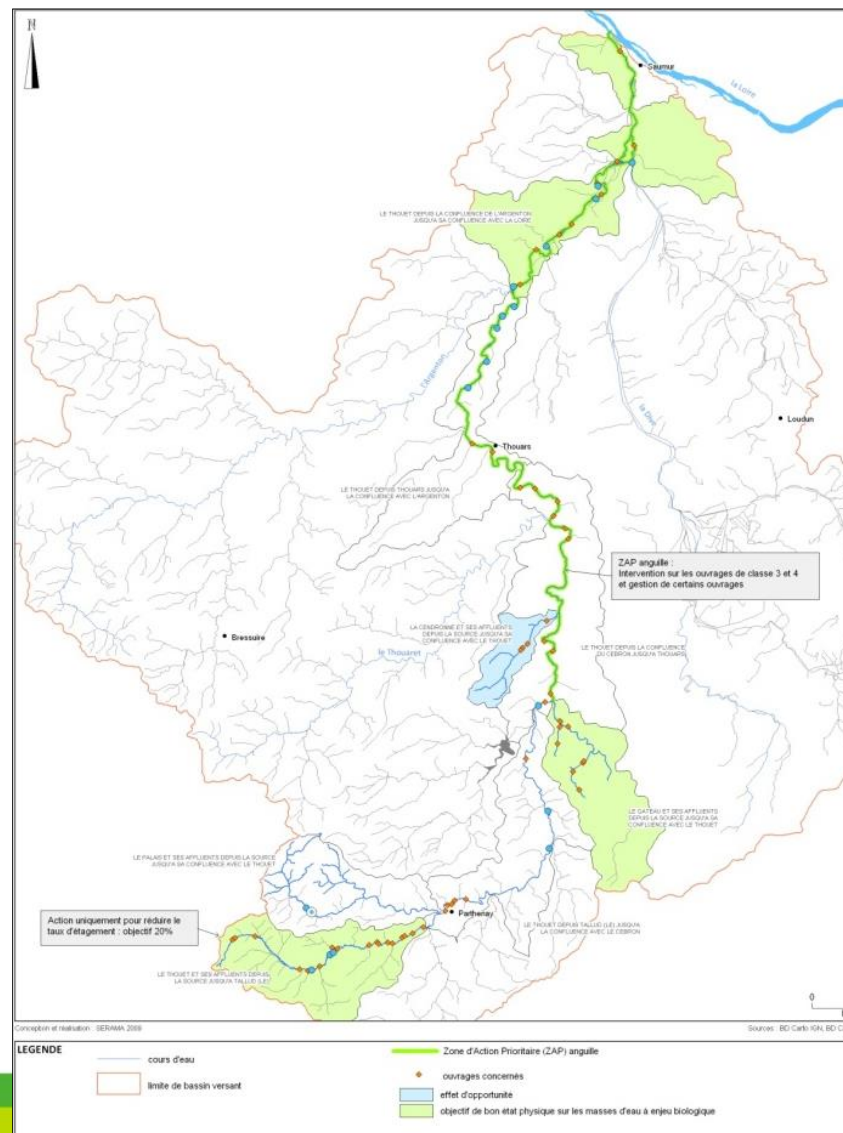 N
Saumur
la Loire
LE THOUET DEPUIS LA CONFLUENCE DE L'ARGENTON
JUSQU'A SA CONFLUENCE AVEC LA LOIRE
l'Argenton
la Dive
Loudun
Thouars
LE THOUET DEPUIS THOUARS JUSQU'A
LA CONFLUENCE AVEC L'ARGENTON
ZAP anguille :
Intervention sur les ouvrages de classe 3 et 4
et gestion de certains ouvrages
LA CENDRONNE ET SES AFFLUENTS
DEPUIS LA SOURCE JUSQU'A SA
CONFLUENCE AVEC LE THOUET
Bressuire
le Thouaret
LE THOUET DEPUIS LA CONFLUENCE
DU CEBRON JUSQU'A THOUARS
LE GATEAU ET SES AFFLUENTS
DEPUIS LA SOURCE JUSQU'A SA
CONFLUENCE AVEC LE THOUET
LE PALAIS ET SES AFFLUENTS DEPUIS LA SOURCE
JUSQU'A SA CONFLUENCE AVEC LE THOUET
Action uniquement pour réduire le
taux d'étagement : objectif 20%
Parthenay
LE THOUET DEPUIS TALLUD (LE) JUSQU'A
LA CONFLUENCE AVEC LE CEBRON
LE THOUET ET SES AFFLUENTS DEPUIS
LA SOURCE JUSQU'A TALLUD (LE)
0
Conception et réalisation : SERAMA 2009
Sources : BD Carto IGN, BD C
LEGENDE
cours d'eau
limite de bassin versant
Zone d'Action Prioritaire (ZAP) anguille
ouvrages concernés
effet d'opportunité
objectif de bon état physique sur les masses d'eau à enjeu biologique